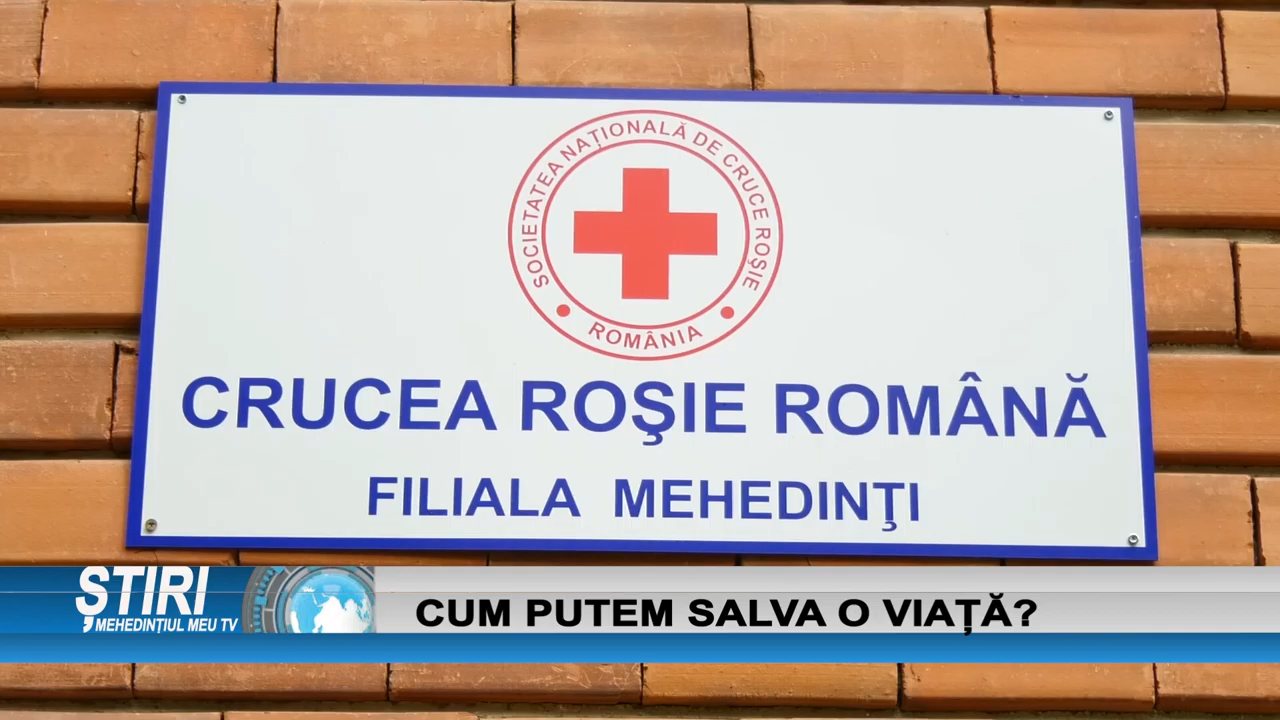 SOCIETATEA NAȚIONALĂ DE CRUCE ROȘIE
ROMÂNIA
CRUCEA ROŞIE ROMÂNĂ
FILIALA MEHEDINŢI
ȘTIRI
MEHEDINȚIUL MEU TV
CUM PUTEM SALVA O VIAȚĂ?